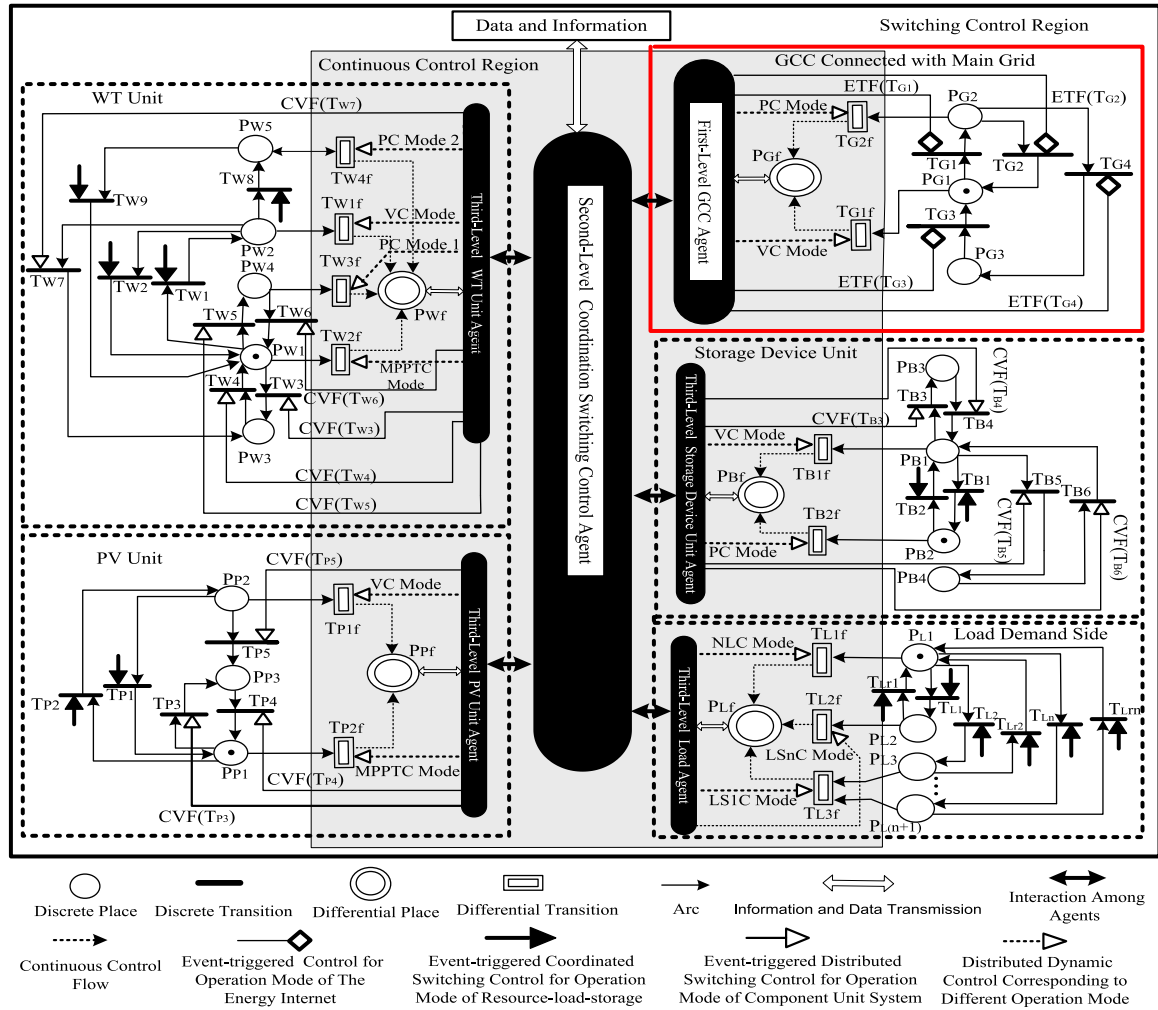 Data and Information
Switching Control Region
Continuous Control Region
GCC Connected with Main Grid
WT Unit
CVF(TW7)
PW5
TW8
TW9
PW2
PW4
TW7
TW2
TW1
TW5
TW6
PW1
TW4
TW3
PW3
CVF(TW6)
CVF(TW3)
CVF(TW4)
CVF(TW5)
PC Mode 2
TW4f
TW1f
VC Mode
PC Mode 1
TW3f
PWf
TW2f
MPPTC
Mode
Third-Level WT Unit Agent
Second-Level Coordination Switching Control Agent
First-Level GCC Agent
ETF(TG1)
PC Mode
TG2f
PGf
TG1f
VC Mode
ETF(TG3)
PG2
ETF(TG2)
TG1
TG2
TG4
PG1
TG3
PG3
ETF(TG4)
Storage Device Unit
Third-Level Storage Device Unit Agent
CVF(TB3)
VC Mode
TB1f
PBf
TB2f
PC Mode
PB3
TB3
TB4
CVF(TB4)
PB1
TB1
TB2
TB5
TB6
PB2
PB4
CVF(TB5)
CVF(TB6)
PV Unit
CVF(TP5)
PP2
TP5
PP3
TP1
TP2
TP3
TP4
PP1
CVF(TP4)
CVF(TP3)
VC Mode
TP1f
PPf
TP2f
MPPTC Mode
Third-Level PV Unit Agent
Load Demand Side
Third-Level Load Agent
NLC Mode
TL1f
PL1
TLr1
TL1
TL2
TLr2
TLn
TLrn
PLf
TL2f
PL2
LSnC Mode
PL3
LS1C Mode
TL3f
PL(n+1)
Discrete Place
Discrete Transition
Differential Place
Differential Transition
Arc
Information and Data Transmission
Interaction Among
Agents
Continuous Control
Flow
Event-triggered Control for
Operation Mode of The
Energy Internet
Event-triggered Coordinated
Switching Control for Operation
Mode of Resource-load-storage
Event-triggered Distributed
Switching Control for Operation
Mode of Component Unit System
Distributed Dynamic
Control Corresponding to
Different Operation Mode